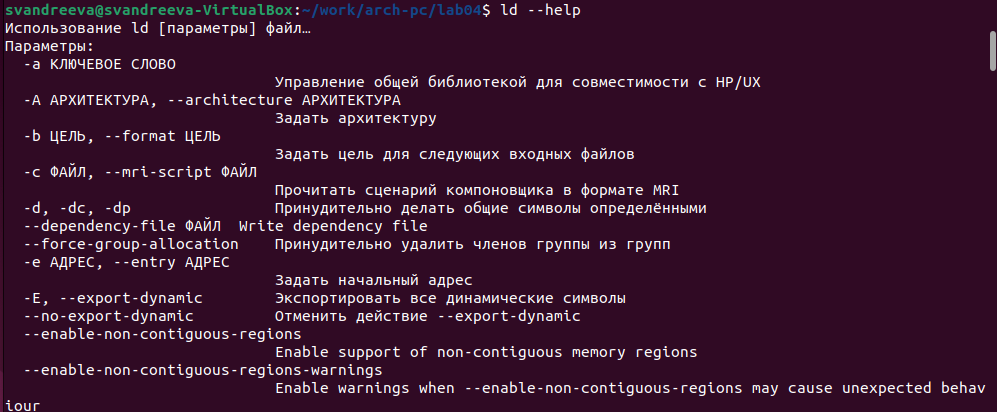 svandreeva@svandreeva-VirtualBox:~/work/arch-pc/lab04$ ld --help
Использование ld [параметры] файл…
Параметры:
  -a КЛЮЧЕВОЕ СЛОВО
                              Управление общей библиотекой для совместимости с HP/UX
  -A АРХИТЕКТУРА, --architecture АРХИТЕКТУРА
                              Задать архитектуру
  -b ЦЕЛЬ, --format ЦЕЛЬ
                              Задать цель для следующих входных файлов
  -c ФАЙЛ, --mri-script ФАЙЛ
                              Прочитать сценарий компоновщика в формате MRI
  -d, -dc, -dp                Принудительно делать общие символы определёнными
  --dependency-file ФАЙЛ  Write dependency file
  --force-group-allocation    Принудительно удалить членов группы из групп
  -e АДРЕС, --entry АДРЕС
                              Задать начальный адрес
  -E, --export-dynamic        Экспортировать все динамические символы
  --no-export-dynamic         Отменить действие --export-dynamic
  --enable-non-contiguous-regions
                              Enable support of non-contiguous memory regions
  --enable-non-contiguous-regions-warnings
                              Enable warnings when --enable-non-contiguous-regions may cause unexpected behav
iour